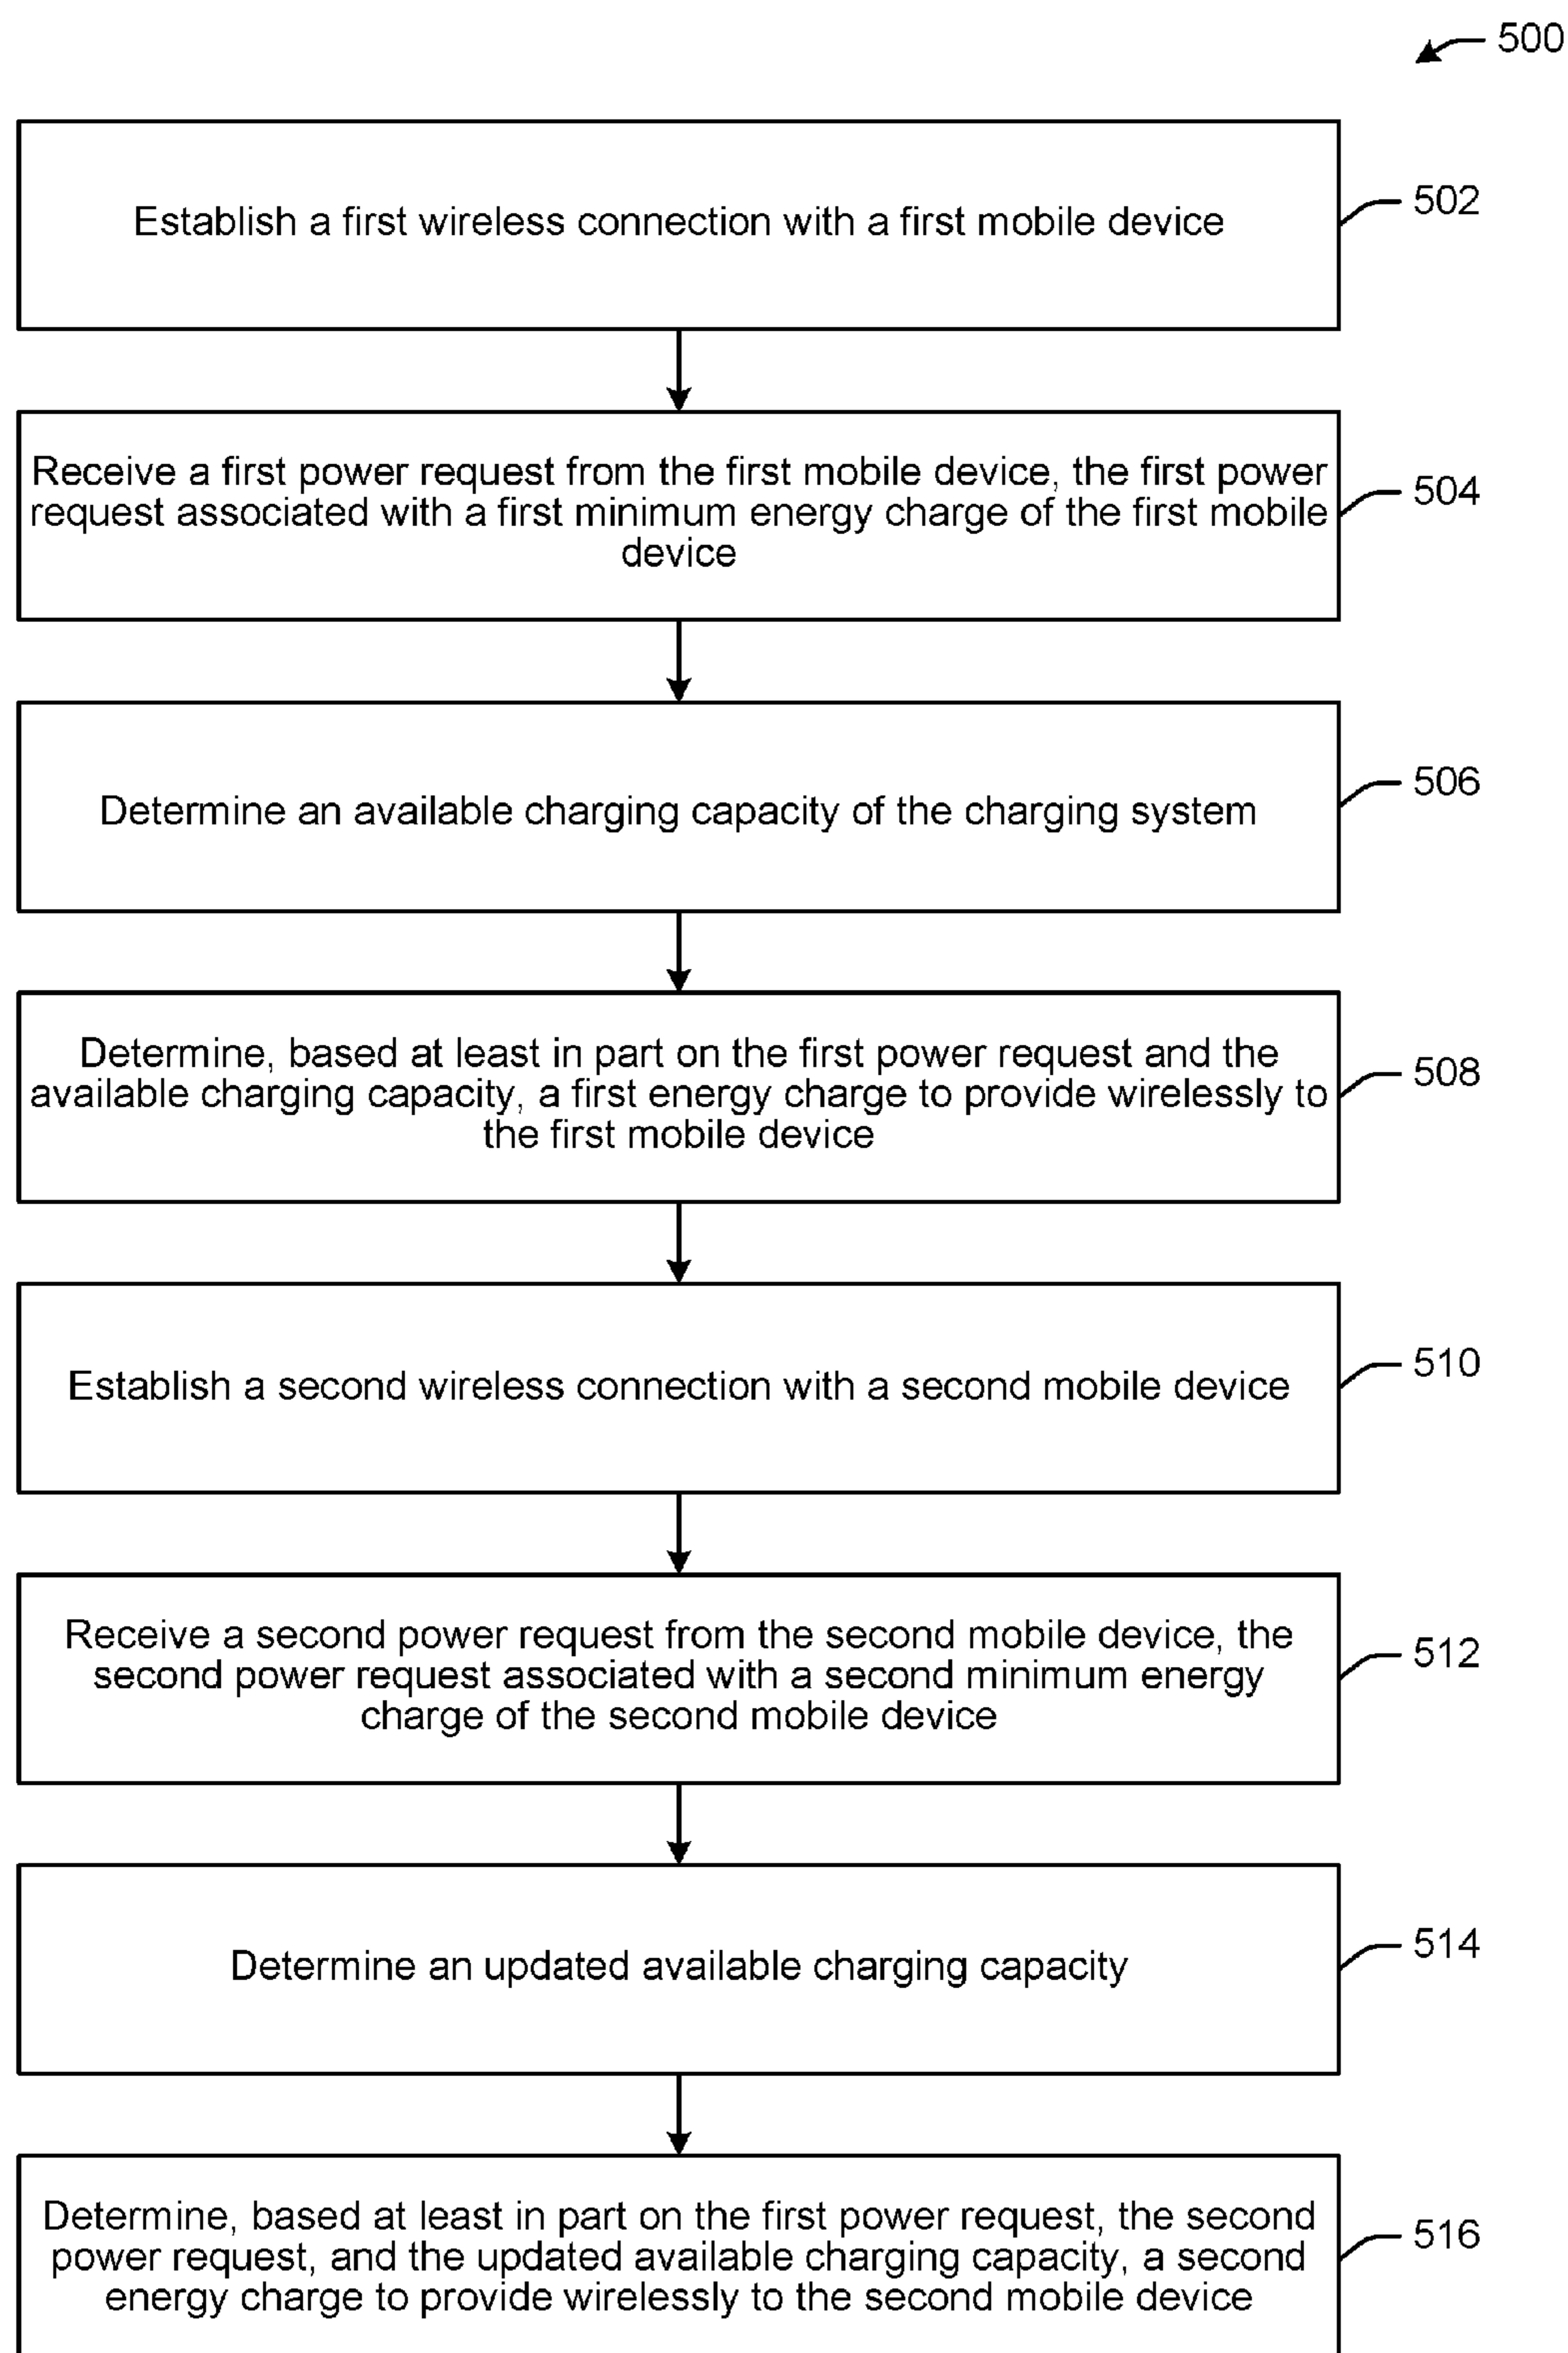 500
Establish a first wireless connection with a first mobile device
502
Receive a first power request from the first mobile device, the first power
request associated with a first minimum energy charge of the first mobile
device
504
Determine an available charging capacity of the charging system
506
Determine, based at least in part on the first power request and the
available charging capacity, a first energy charge to provide wirelessly to
the first mobile device
508
Establish a second wireless connection with a second mobile device
510
Receive a second power request from the second mobile device, the
second power request associated with a second minimum energy
charge of the second mobile device
512
Determine an updated available charging capacity
514
Determine, based at least in part on the first power request, the second
power request, and the updated available charging capacity, a second
energy charge to provide wirelessly to the second mobile device
516